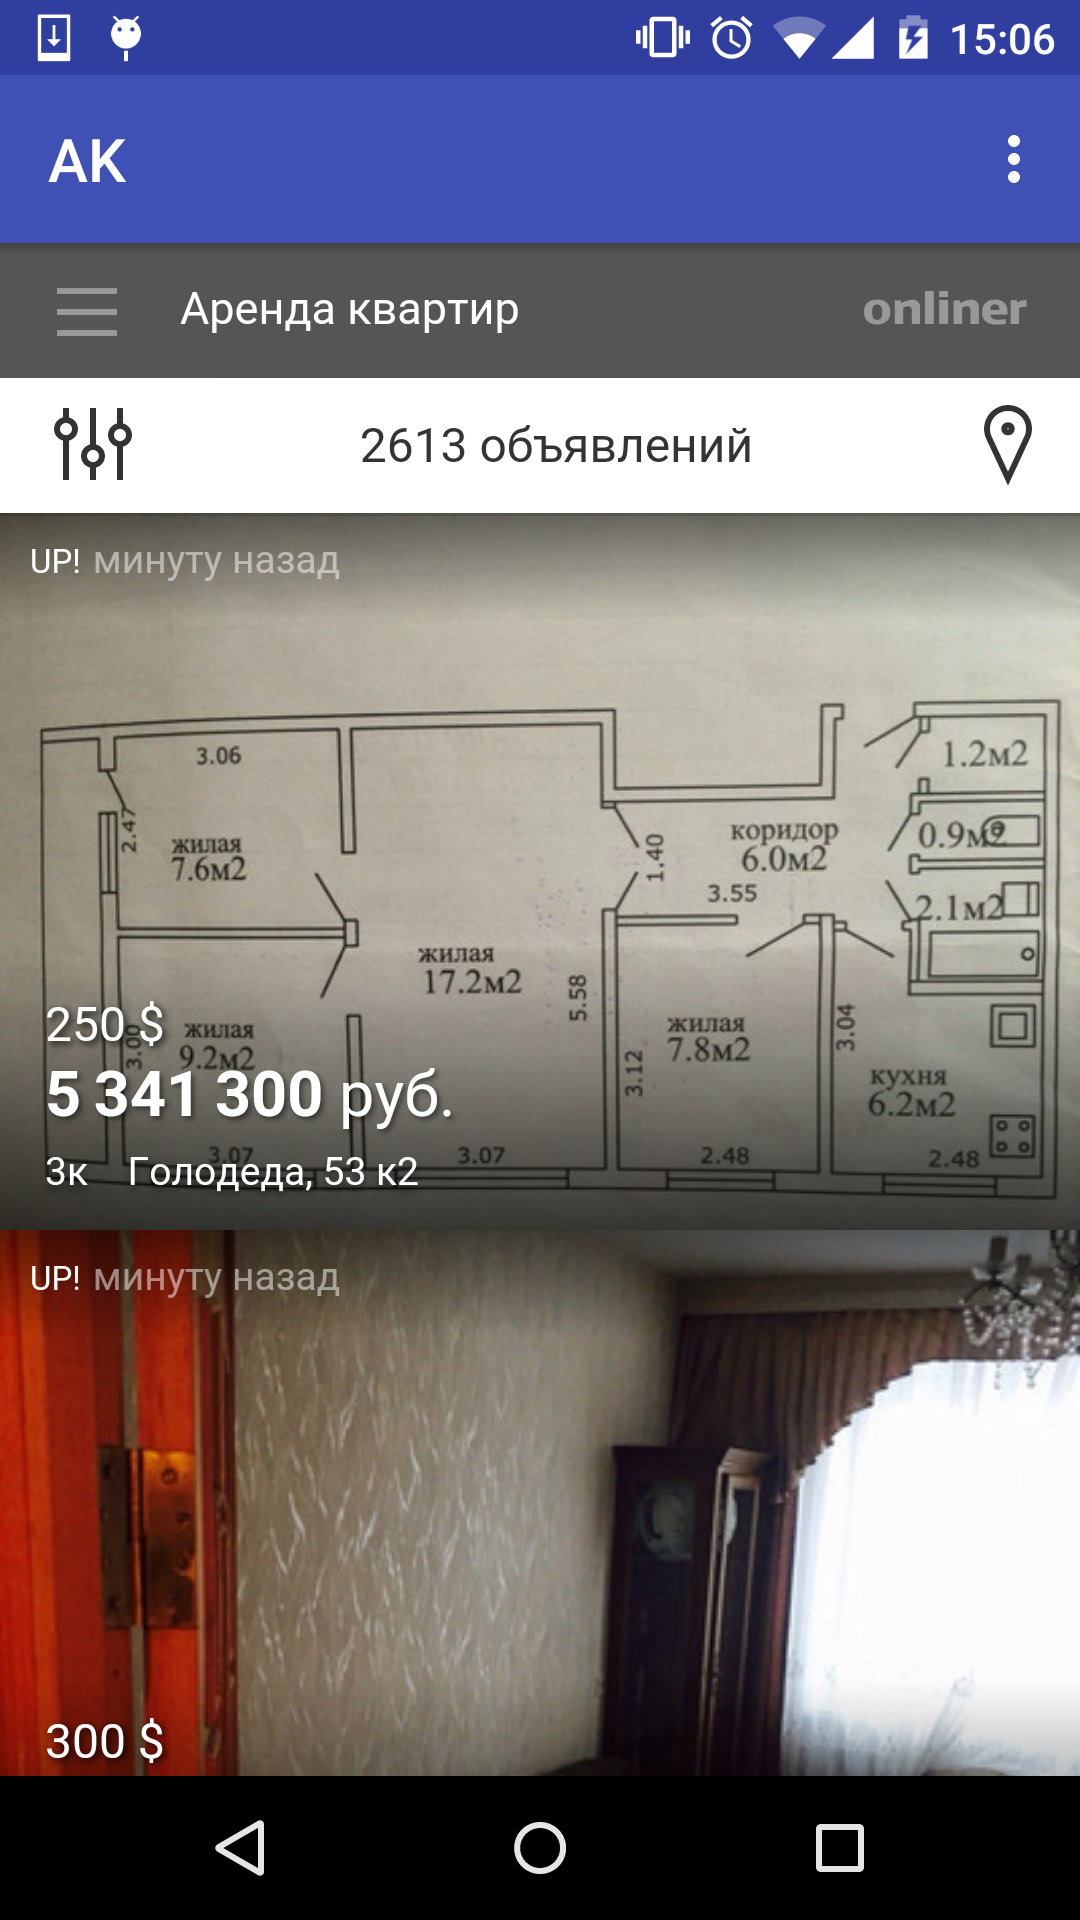 15:06
AK
Аренда квартир
onliner
2613 объявлений
UP! минуту назад
3.06
1.2м2
2.47
жилая
7.6м2
коридор
6.0м2
0.9м2
1.40
3.55
2.1м2
жилая
17.2м2
5.58
250 $
жилая
9.2м2
3.00
жилая
7.8м2
3.04
3.12
кухня
6.2м2
5 341 300 руб.
3.07
3.07
2.48
2.48
3к Голодеда, 53 к2
UP! минуту назад
300 $